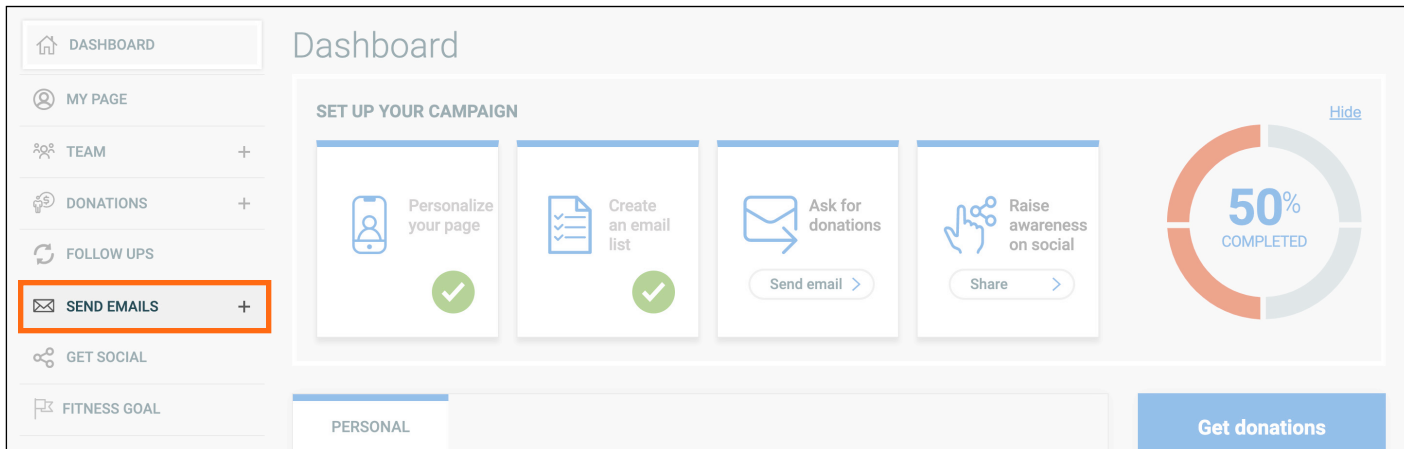 DASHBOARD
MY PAGE
TEAM +
DONATIONS +
FOLLOW UPS
SEND EMAILS +
GET SOCIAL
FITNESS GOAL
Dashboard
SET UP YOUR CAMPAIGN
Hide
Personalize
your page
Create
an email
list
Ask for
donations
Send email >
Raise
awareness
on social
Share >
50%
COMPLETED
PERSONAL
Get donations